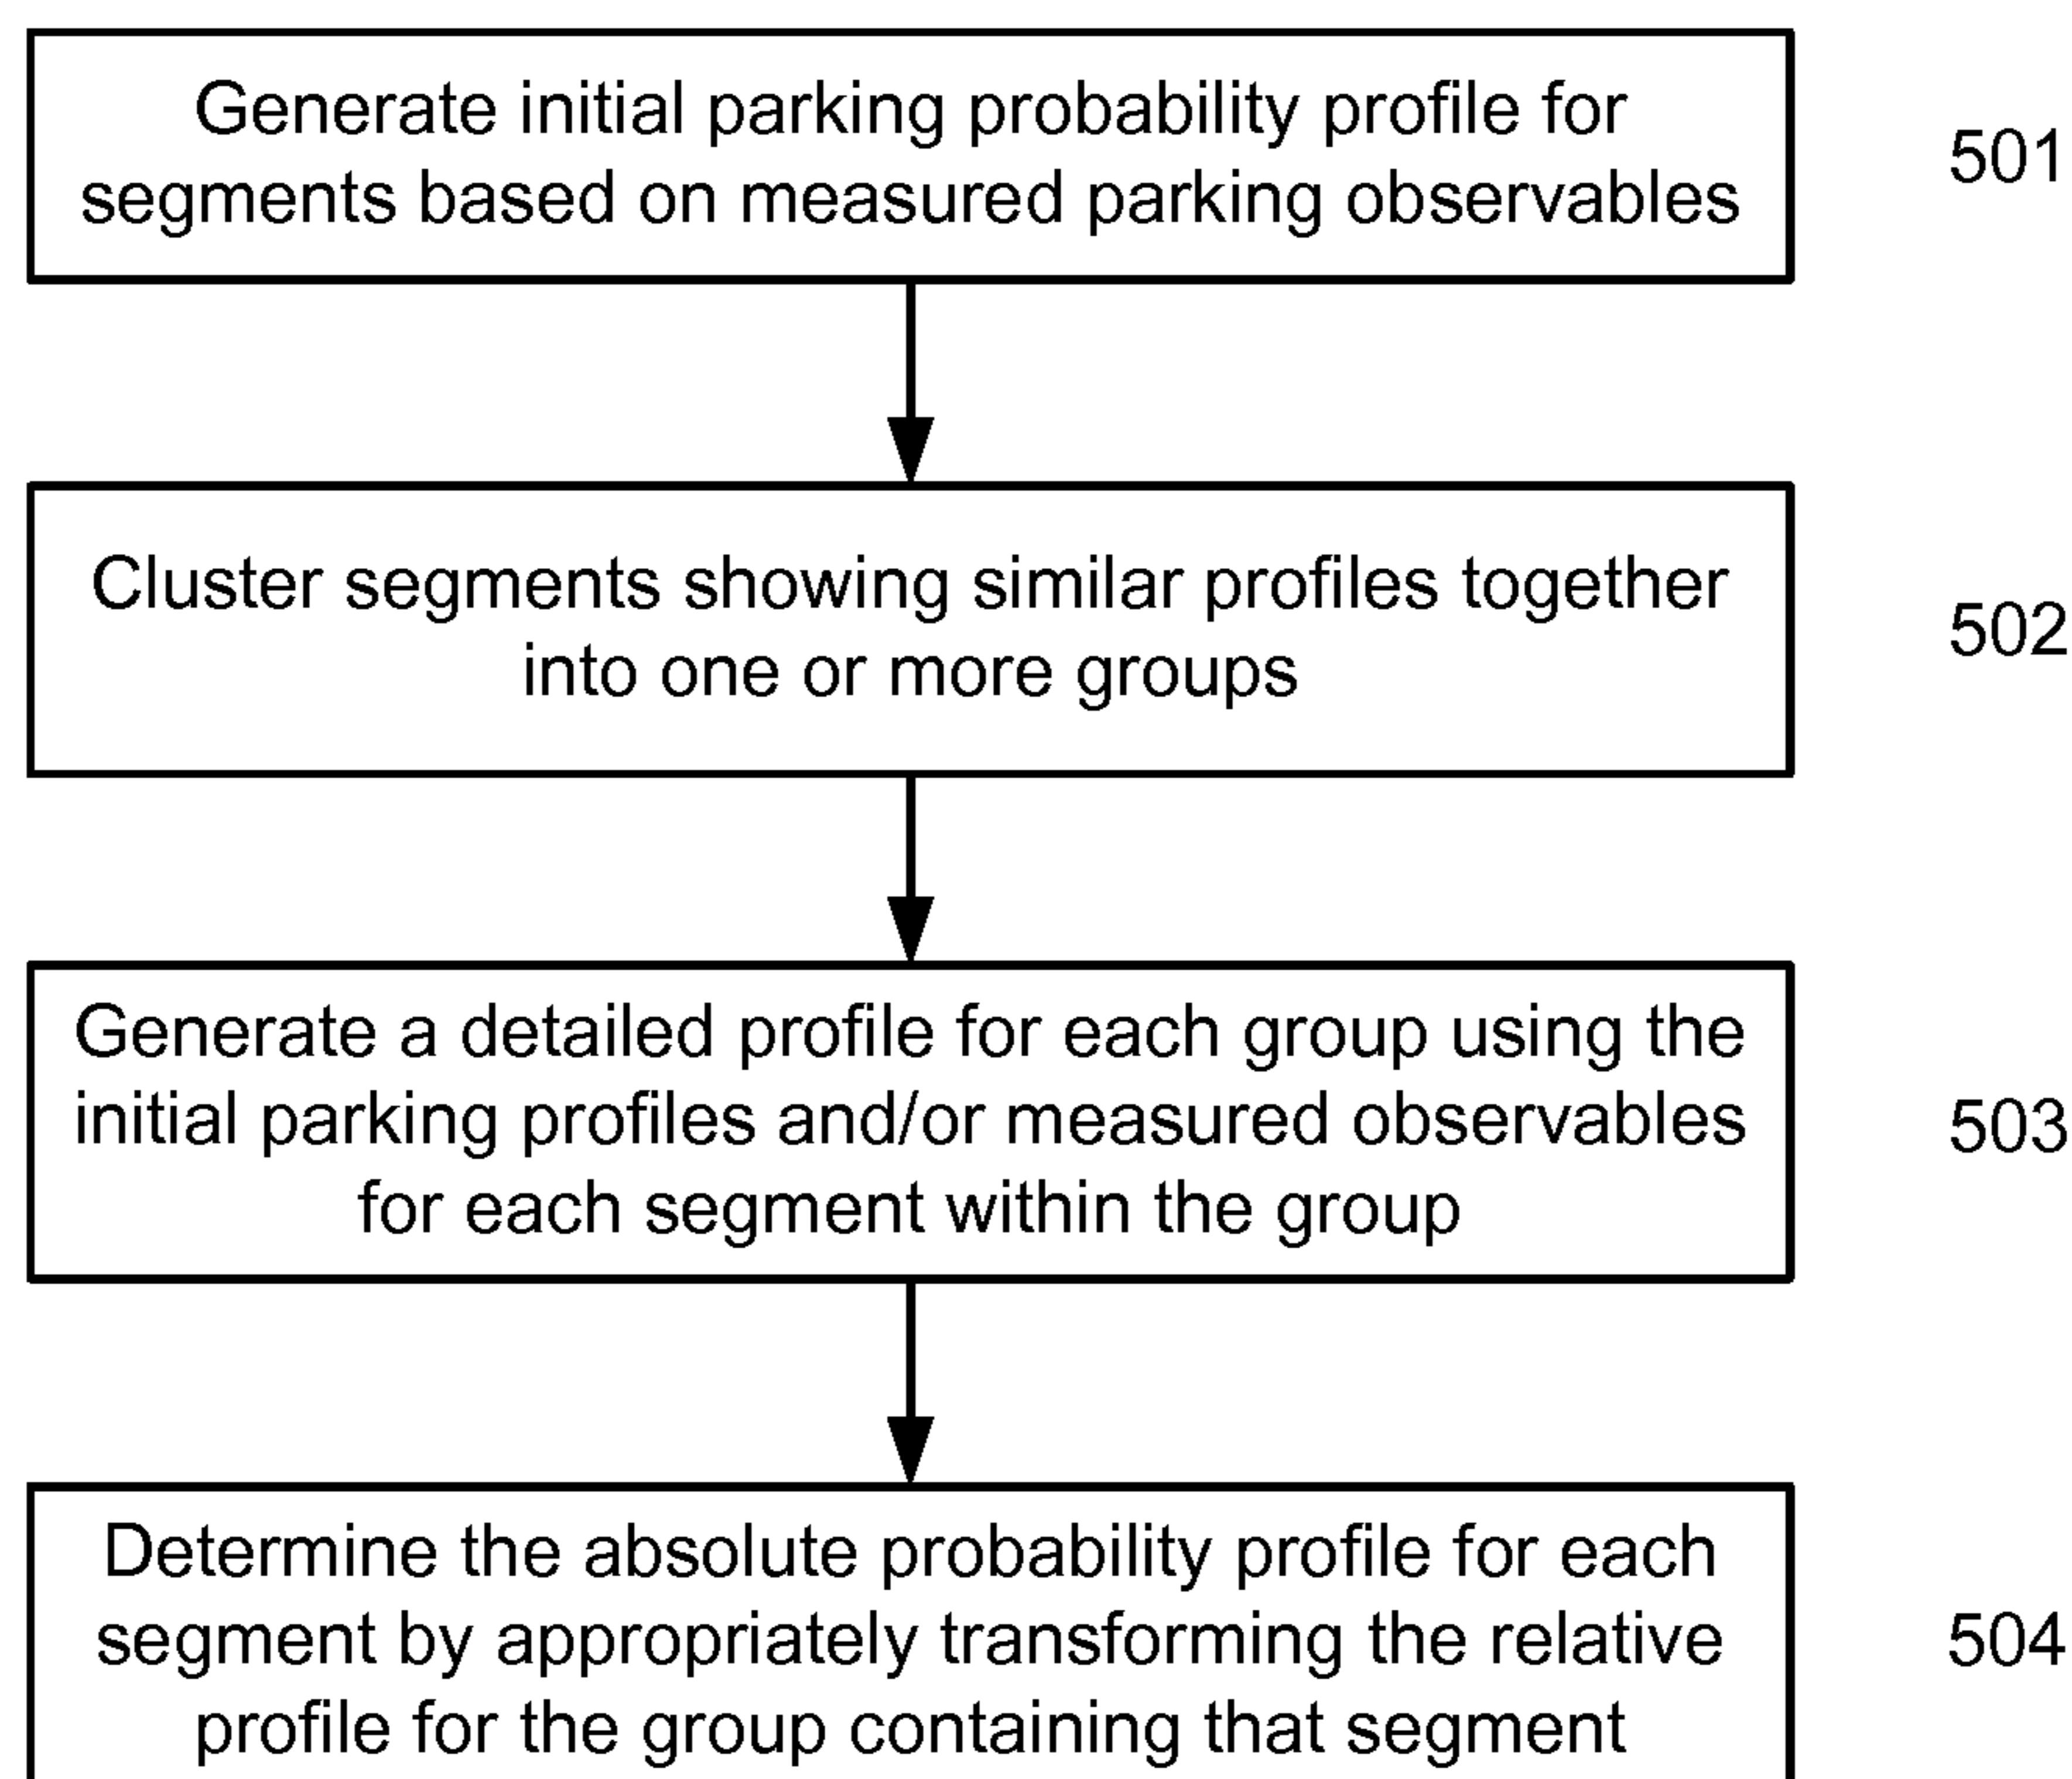 Generate initial parking probability profile for
segments based on measured parking observables
501
Cluster segments showing similar profiles together
into one or more groups
502
Generate a detailed profile for each group using the
initial parking profiles and/or measured observables
for each segment within the group
503
Determine the absolute probability profile for each
segment by appropriately transforming the relative
profile for the group containing that segment
504